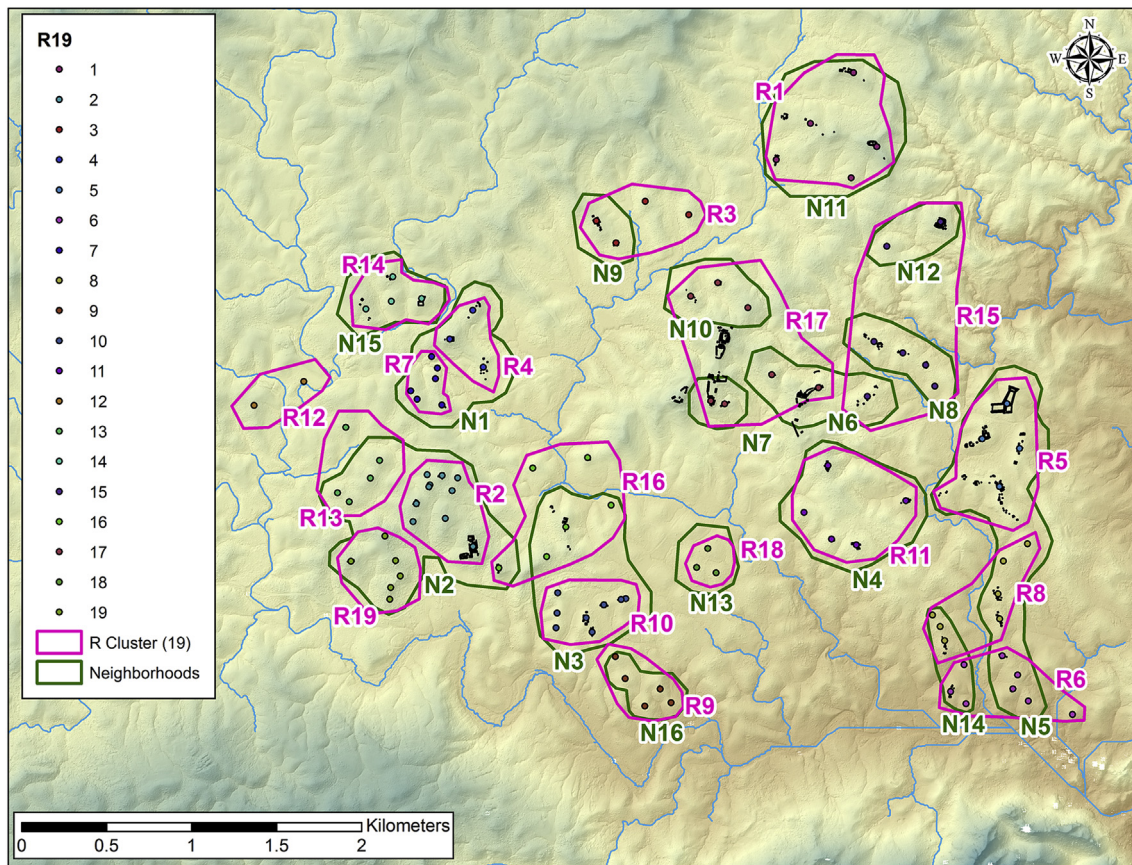 R19
1
2
3
4
5
6
7
8
9
10
11
12
13
14
15
16
17
18
19
R Cluster (19)
Neighborhoods
N
W E
S
R1
N11
R3
N9
N12
R14
N15
N10
R17
R15
R7
R4
R12
N1
N7
N6
N8
R5
R2
R16
R13
R18
R11
N4
N2
N13
R19
R8
R10
N3
R9
N16
R6
N14
N5
Kilometers
0 0.5 1 1.5 2